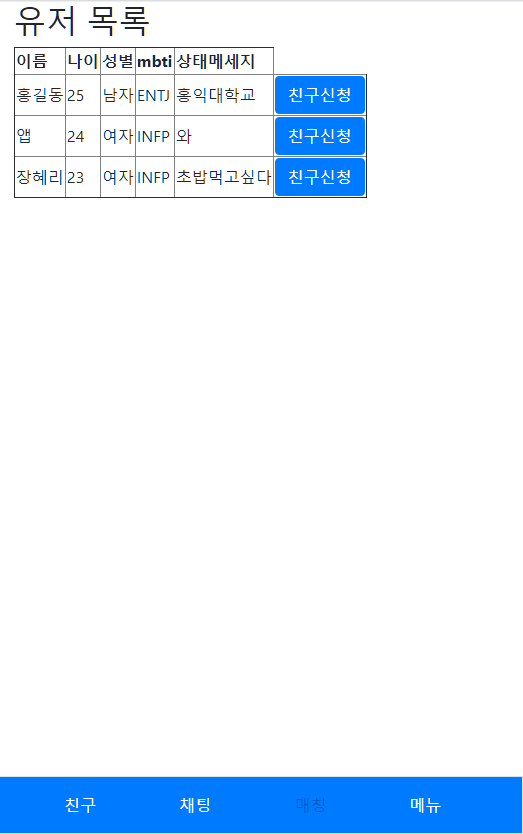 유저 목록
이름 나이 성별 mbti 상태메세지
홍길동 25 남자 ENTJ 홍익대학교 친구신청
앱 24 여자 INFP 와 친구신청
장혜리 23 여자 INFP 초밥먹고싶다 친구신청
친구 채팅 매칭 메뉴